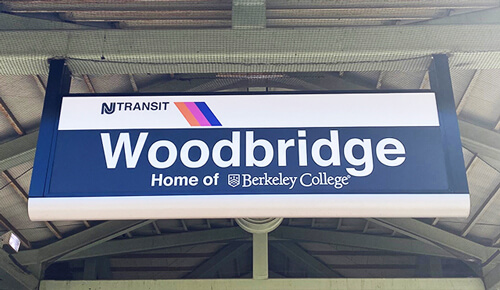 NJ TRANSIT
Woodbridge
Home of Berkeley College®